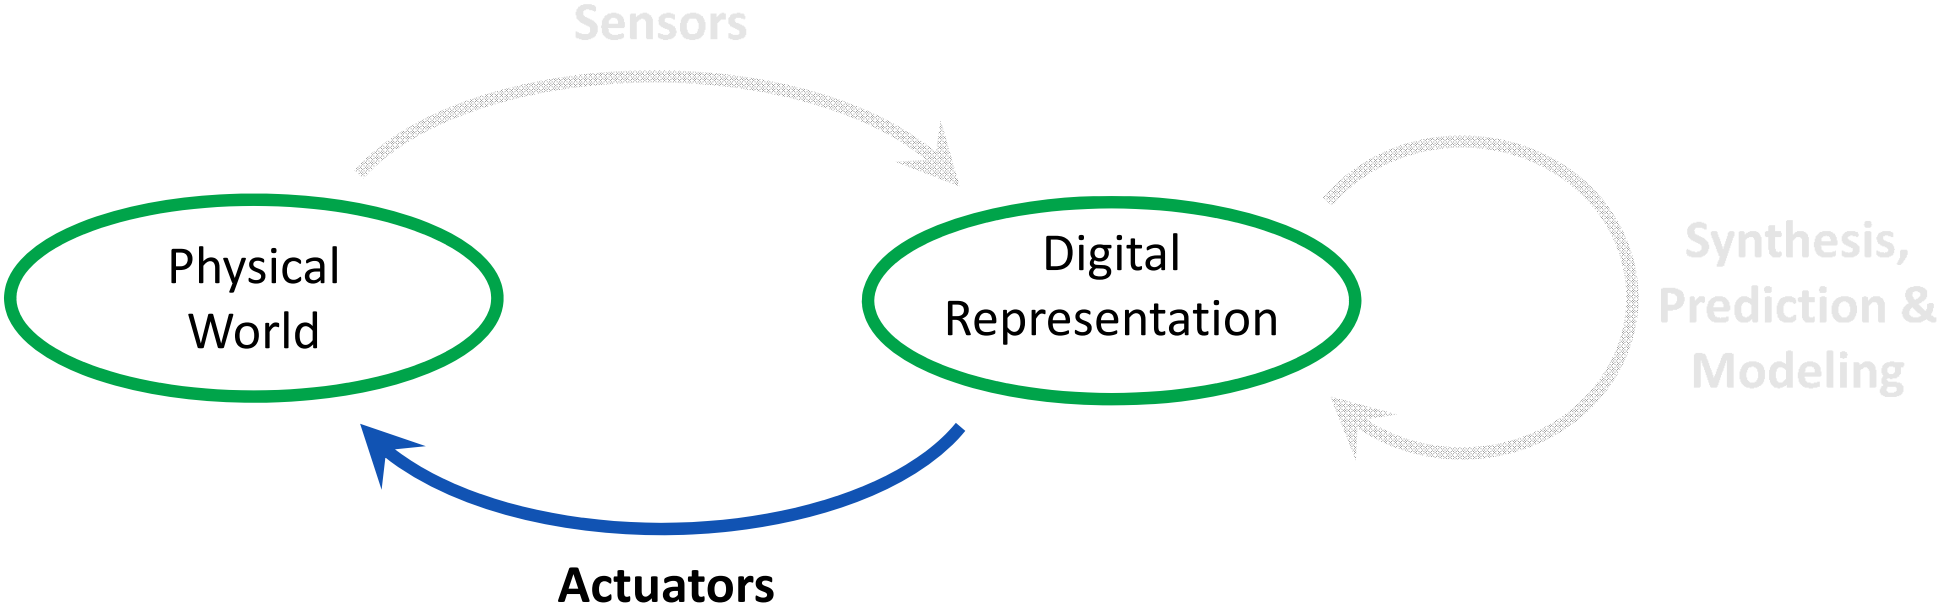 Sensors
Physical
World
Digital
Representation
Synthesis,
Prediction &
Modeling
Actuators